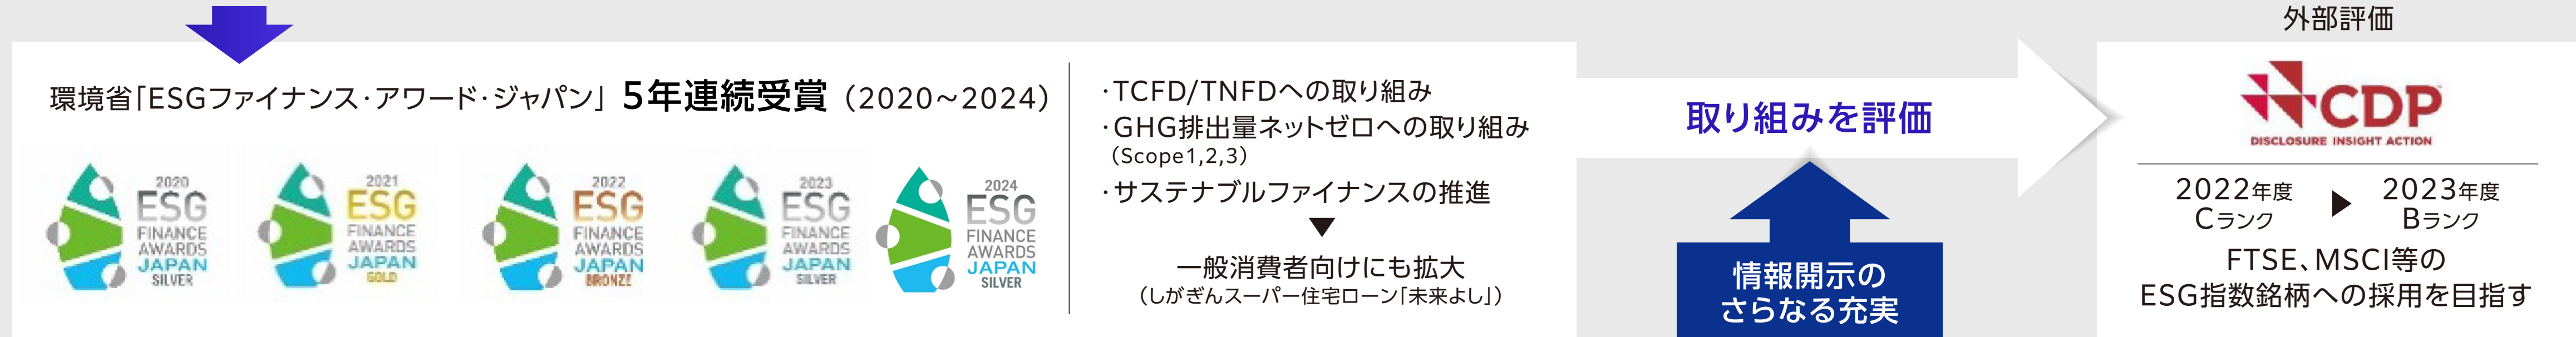 環境省「ESGファイナンス・アワード・ジャパン」 5年連続受賞（2020～2024）
2020
ESG
FINANCE
AWARDS
JAPAN
SILVER
2021
ESG
FINANCE
AWARDS
JAPAN
GOLD
2022
ESG
FINANCE
AWARDS
JAPAN
BRONZE
2023
ESG
FINANCE
AWARDS
JAPAN
SILVER
2024
ESG
FINANCE
AWARDS
JAPAN
SILVER
・TCFD/TNFDへの取り組み
・GHG排出量ネットゼロへの取り組み
（Scope1,2,3）
・サステナブルファイナンスの推進
▼
一般消費者向けにも拡大
（しがぎんスーパー住宅ローン「未来よし」）
取り組みを評価
情報開示の
さらなる充実
外部評価
CDP
DISCLOSURE INSIGHT ACTION
2022年度 ▶ 2023年度
Cランク Bランク
FTSE、MSCI等の
ESG指数銘柄への採用を目指す